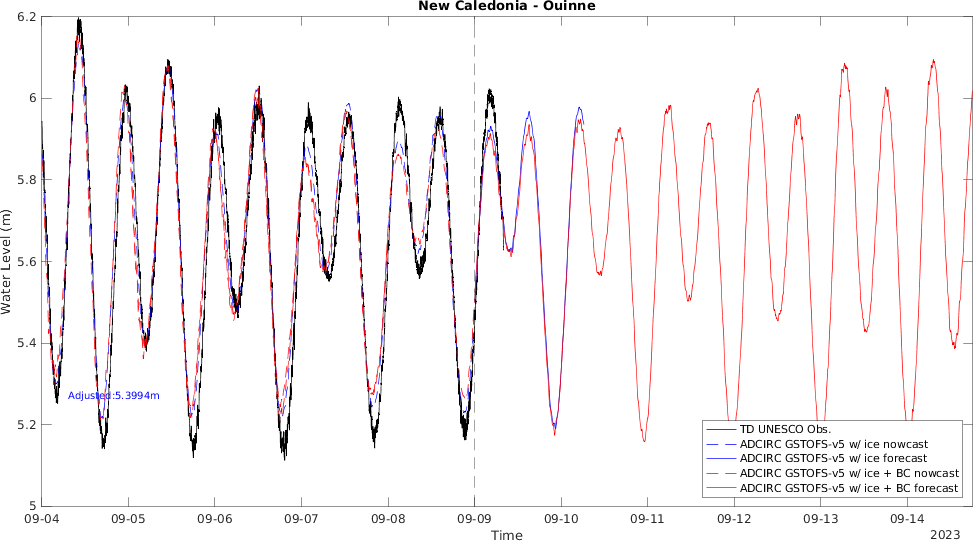 New Caledonia - Ouinne
6.2
6
5.8
5.6
5.4
5.2
5
Water Level (m)
Adjusted:5.3994m
TD UNESCO Obs.
ADCIRC GSTOFS-v5 w/ ice nowcast
ADCIRC GSTOFS-v5 w/ ice forecast
ADCIRC GSTOFS-v5 w/ ice + BC nowcast
ADCIRC GSTOFS-v5 w/ ice + BC forecast
09-04 09-05 09-06 09-07 09-08 09-09 09-10 09-11 09-12 09-13 09-14
Time
2023